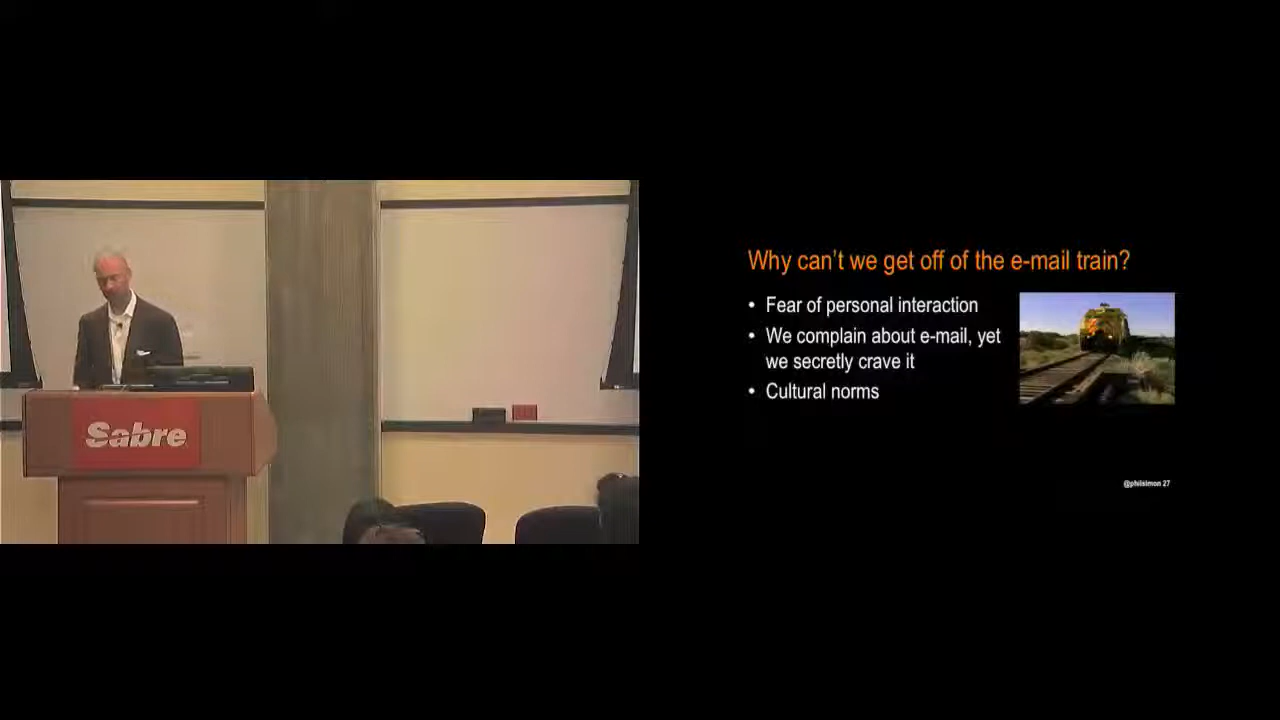 Sabre
Why can't we get off of the e-mail train?
• Fear of personal interaction
• We complain about e-mail, yet
we secretly crave it
• Cultural norms
@philsimon 27